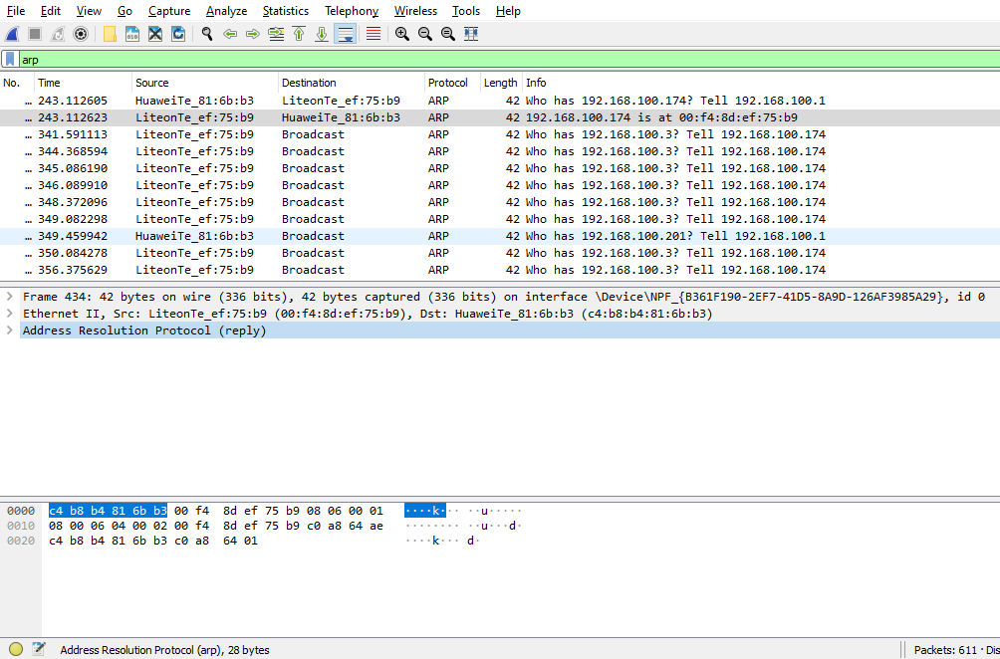 File Edit View Go Capture Analyze Statistics Telephony Wireless Tools Help
arp
No. Time Source Destination Protocol Length Info
… 243.112605 HuaweiTe_81:6b:b3 LiteonTe_ef:75:b9 ARP 42 Who has 192.168.100.174? Tell 192.168.100.1
… 243.112623 LiteonTe_ef:75:b9 HuaweiTe_81:6b:b3 ARP 42 192.168.100.174 is at 00:f4:8d:ef:75:b9
… 341.591113 LiteonTe_ef:75:b9 Broadcast ARP 42 Who has 192.168.100.3? Tell 192.168.100.174
… 344.368594 LiteonTe_ef:75:b9 Broadcast ARP 42 Who has 192.168.100.3? Tell 192.168.100.174
… 345.086190 LiteonTe_ef:75:b9 Broadcast ARP 42 Who has 192.168.100.3? Tell 192.168.100.174
… 346.089910 LiteonTe_ef:75:b9 Broadcast ARP 42 Who has 192.168.100.3? Tell 192.168.100.174
… 348.372096 LiteonTe_ef:75:b9 Broadcast ARP 42 Who has 192.168.100.3? Tell 192.168.100.174
… 349.082298 LiteonTe_ef:75:b9 Broadcast ARP 42 Who has 192.168.100.3? Tell 192.168.100.174
… 349.459942 HuaweiTe_81:6b:b3 Broadcast ARP 42 Who has 192.168.100.201? Tell 192.168.100.1
… 350.084278 LiteonTe_ef:75:b9 Broadcast ARP 42 Who has 192.168.100.3? Tell 192.168.100.174
… 356.375629 LiteonTe_ef:75:b9 Broadcast ARP 42 Who has 192.168.100.3? Tell 192.168.100.174
Frame 434: 42 bytes on wire (336 bits), 42 bytes captured (336 bits) on interface \Device\NPF_{B361F190-2EF7-41D5-8A9D-126AF3985A29}, id 0
Ethernet II, Src: LiteonTe_ef:75:b9 (00:f4:8d:ef:75:b9), Dst: HuaweiTe_81:6b:b3 (c4:b8:b4:81:6b:b3)
Address Resolution Protocol (reply)
0000 c4 b8 b4 81 6b b3 00 f4 8d ef 75 b9 08 06 00 01 ····k··· ··u·····
0010 08 00 06 04 00 02 00 f4 8d ef 75 b9 c0 a8 64 ae ········ ··u···d·
0020 c4 b8 b4 81 6b b3 c0 a8 64 01 ····k··· d·
Address Resolution Protocol (arp), 28 bytes Packets: 611 · Dis